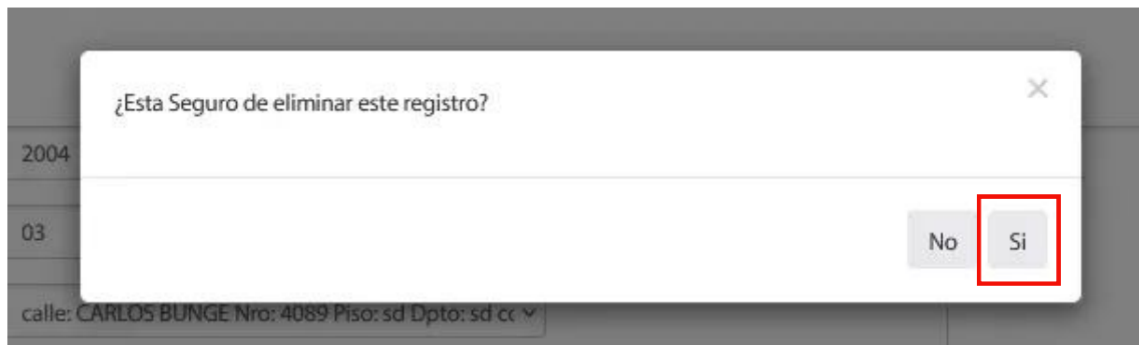 ¿Esta Seguro de eliminar este registro?
×
2004
03
No Si
calle: CARLOS BUNGE Nro: 4089 Piso: sd Dpto: sd cc